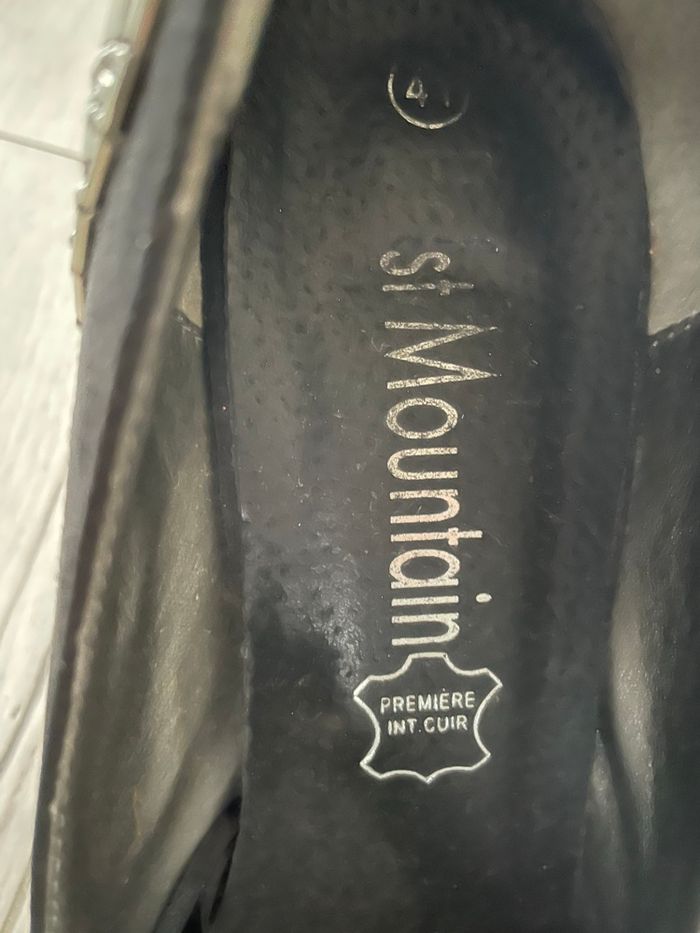 4
st Mountain
PREMIÈRE
INT.CUIR